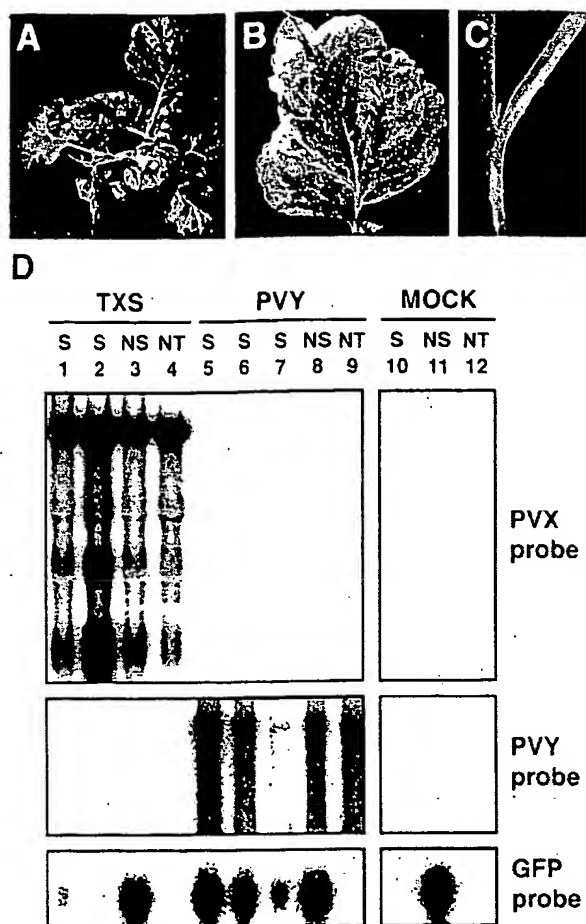 A B C
D
TXS PVY MOCK
S S NS NT S S S NS NT S NS NT
1 2 3 4 5 6 7 8 9 10 11 12
PVX
probe
PVY
probe
GFP
probe